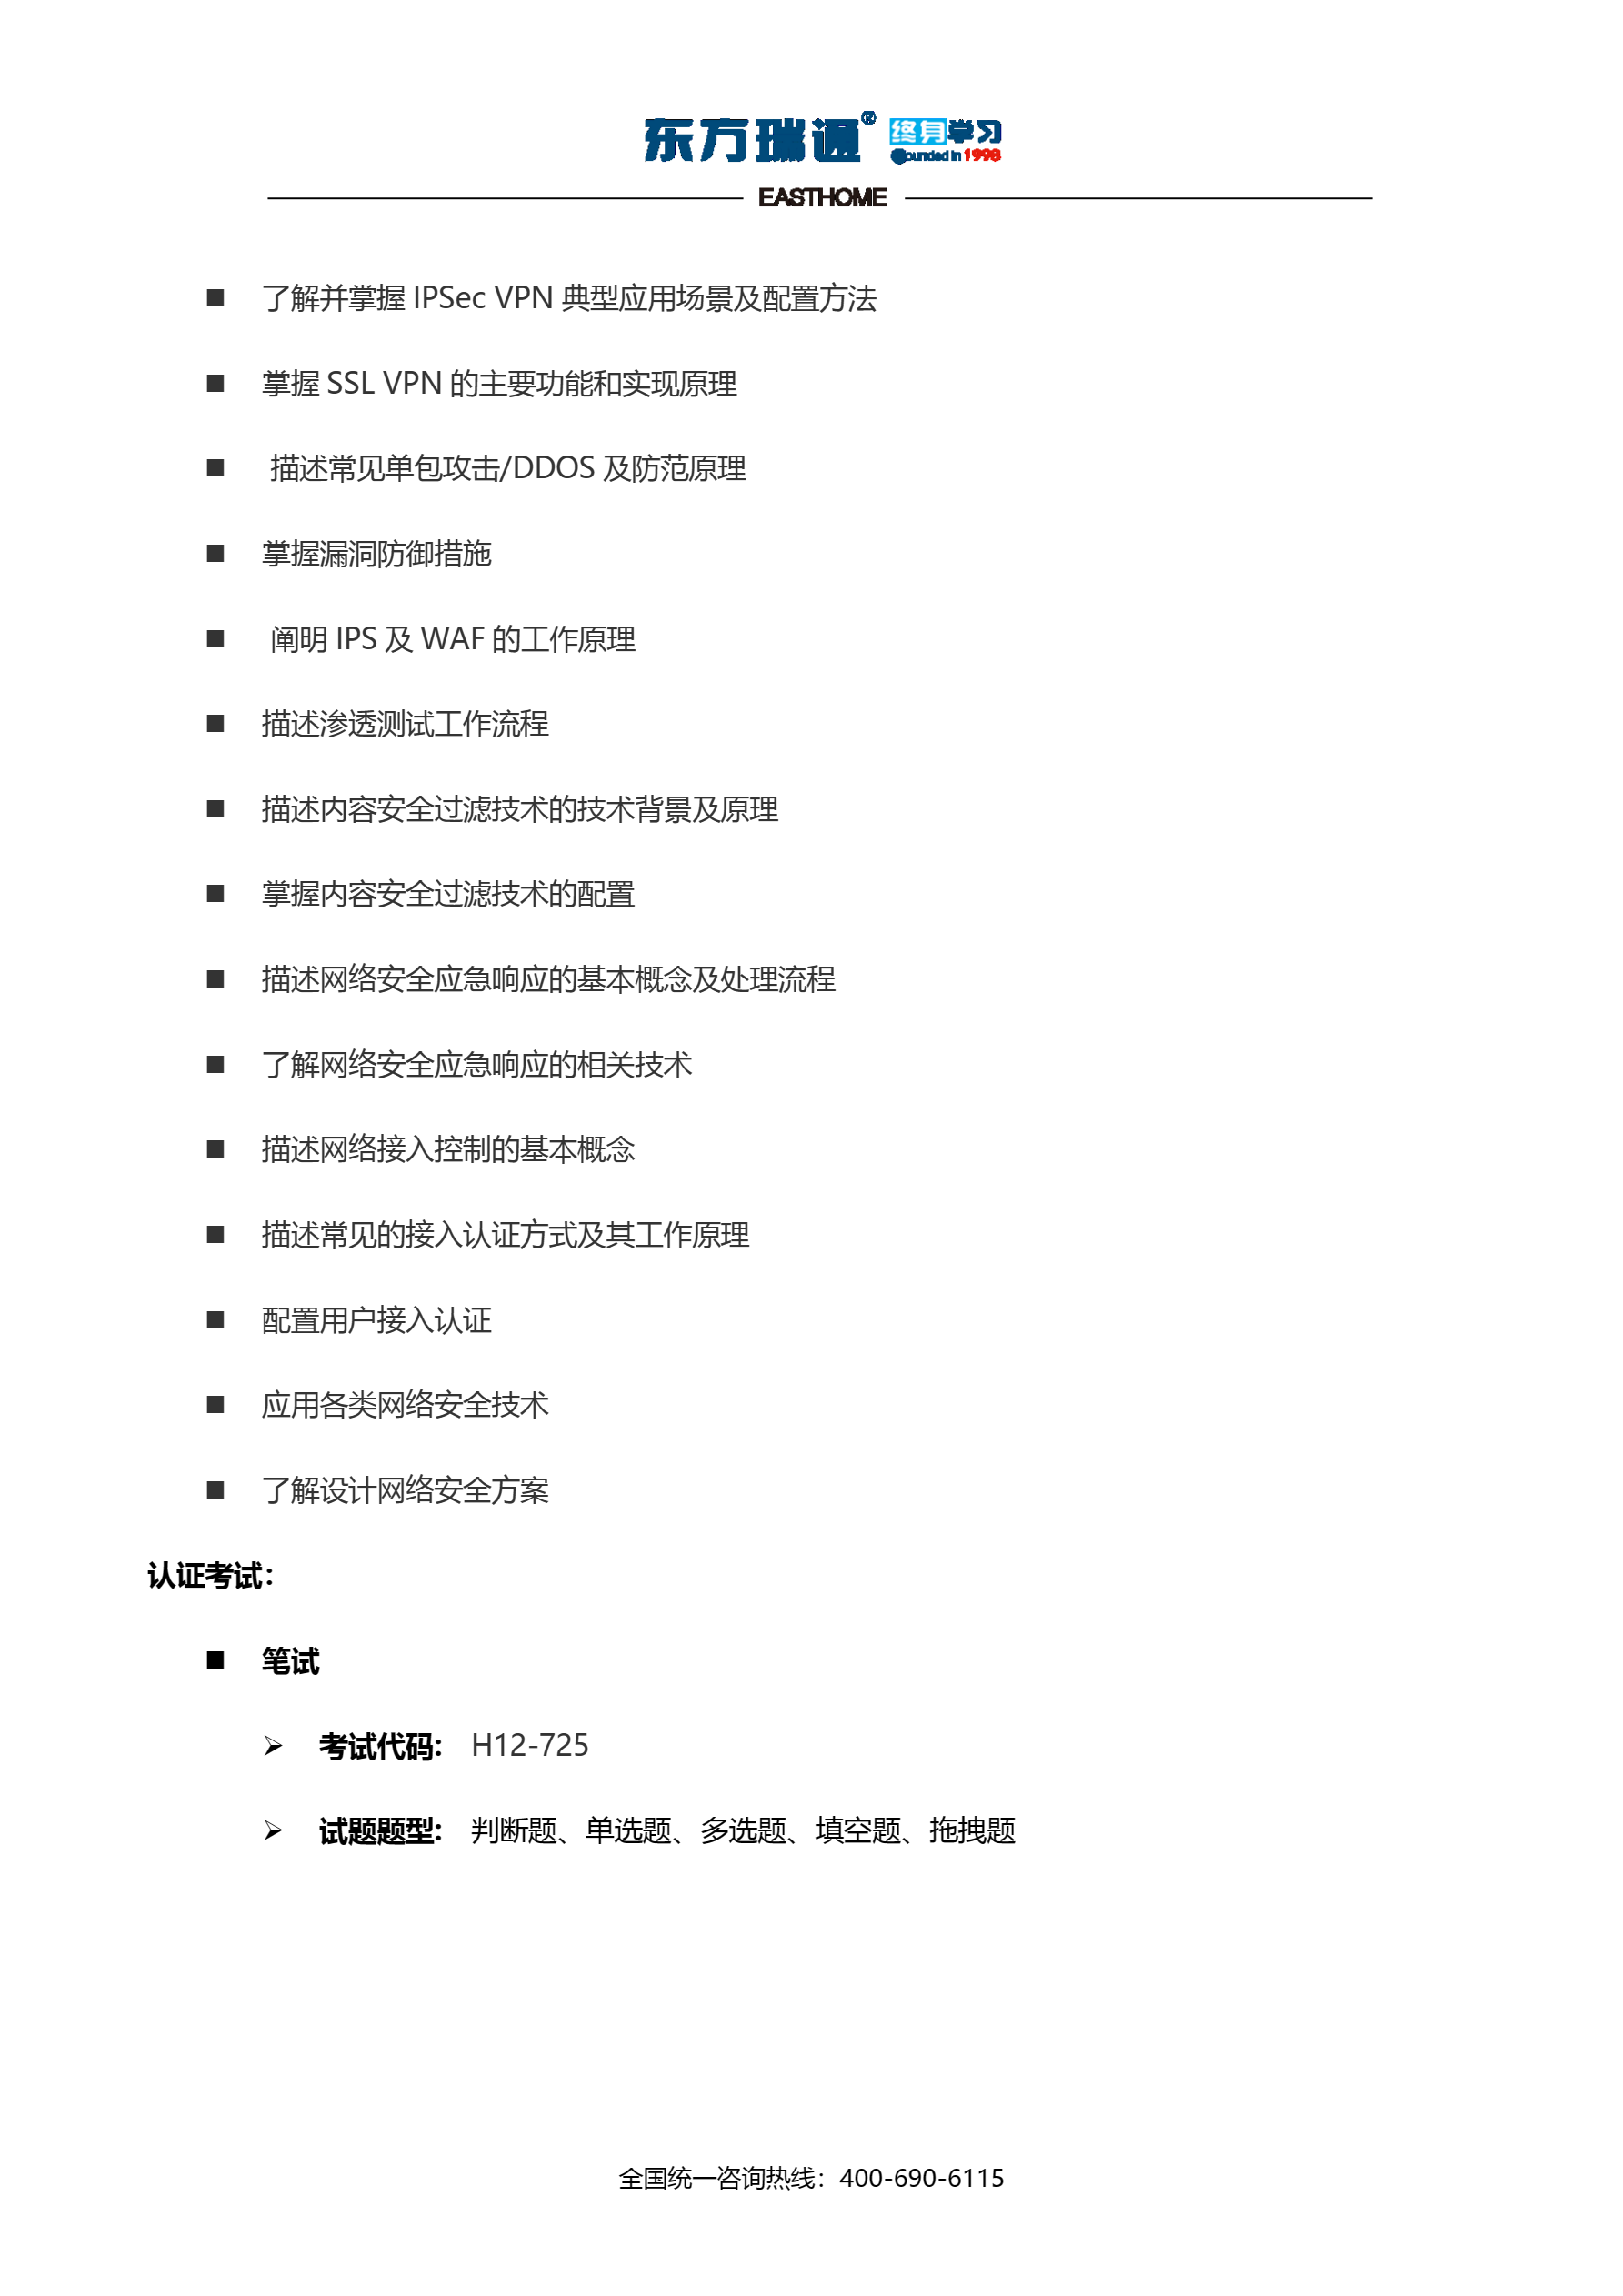 东方瑞通® 终身学习
Founded in 1998
EASTHOME
■ 了解并掌握 IPSec VPN 典型应用场景及配置方法
■ 掌握 SSL VPN 的主要功能和实现原理
■ 描述常见单包攻击/DDOS 及防范原理
■ 掌握漏洞防御措施
■ 阐明 IPS 及 WAF 的工作原理
■ 描述渗透测试工作流程
■ 描述内容安全过滤技术的技术背景及原理
■ 掌握内容安全过滤技术的配置
■ 描述网络安全应急响应的基本概念及处理流程
■ 了解网络安全应急响应的相关技术
■ 描述网络接入控制的基本概念
■ 描述常见的接入认证方式及其工作原理
■ 配置用户接入认证
■ 应用各类网络安全技术
■ 了解设计网络安全方案
认证考试：
■ 笔试
➢ 考试代码： H12-725
➢ 试题题型： 判断题、单选题、多选题、填空题、拖拽题
全国统一咨询热线：400-690-6115